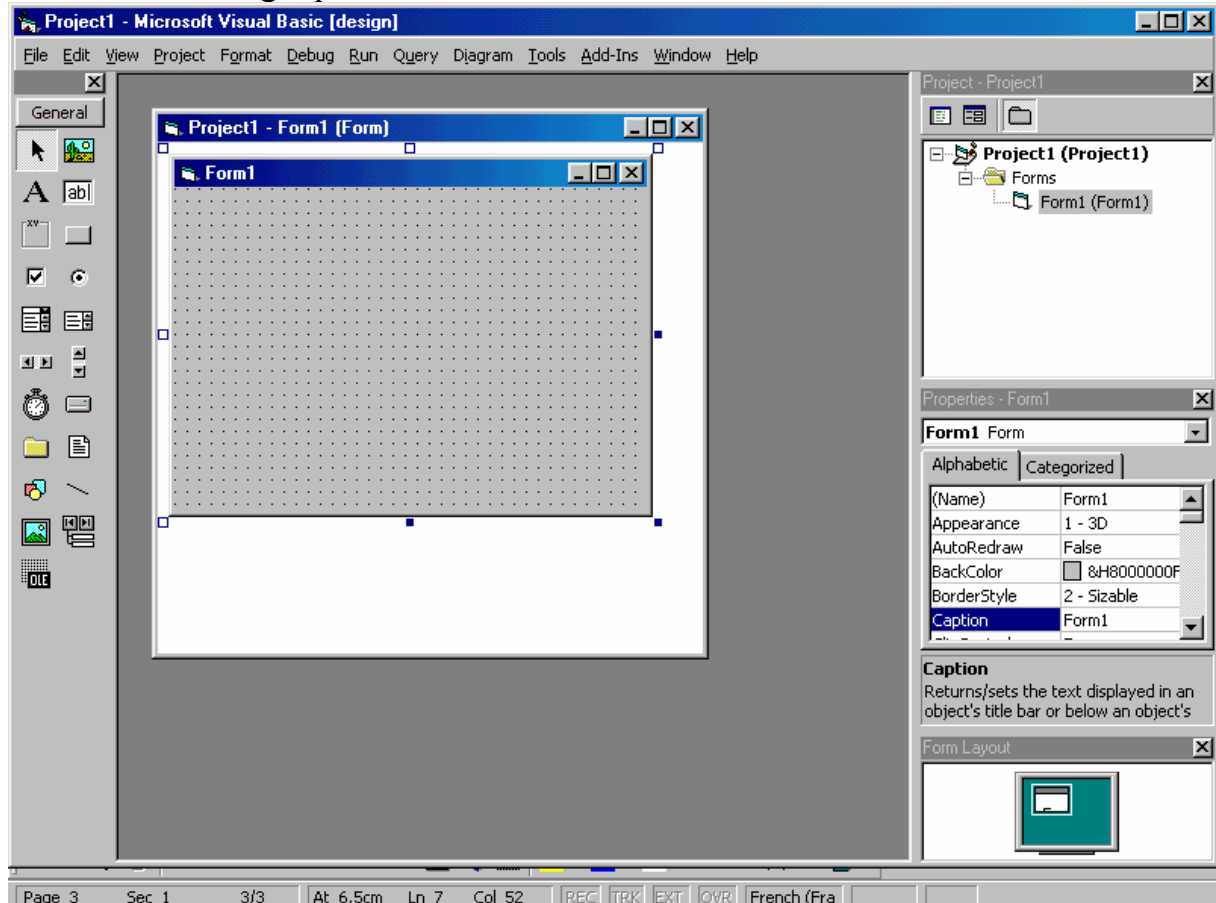 Project1 - Microsoft Visual Basic [design]
File Edit View Project Format Debug Run Query Diagram Tools Add-Ins Window Help
General
A
ab|
xv
OLE
Project1 - Form1 (Form)
Form1
Project - Project1
Project1 (Project1)
Forms
Form1 (Form1)
Properties - Form1
Form1 Form
Alphabetic Categorized
(Name) Form1
Appearance 1 - 3D
AutoRedraw False
BackColor &H8000000F
BorderStyle 2 - Sizable
Caption Form1
Caption
Returns/sets the text displayed in an
object's title bar or below an object's
Form Layout
Page 3 Sec 1 3/3 At 6.5cm Ln 7 Col 52 REC TRK EXT OVR French (Fra